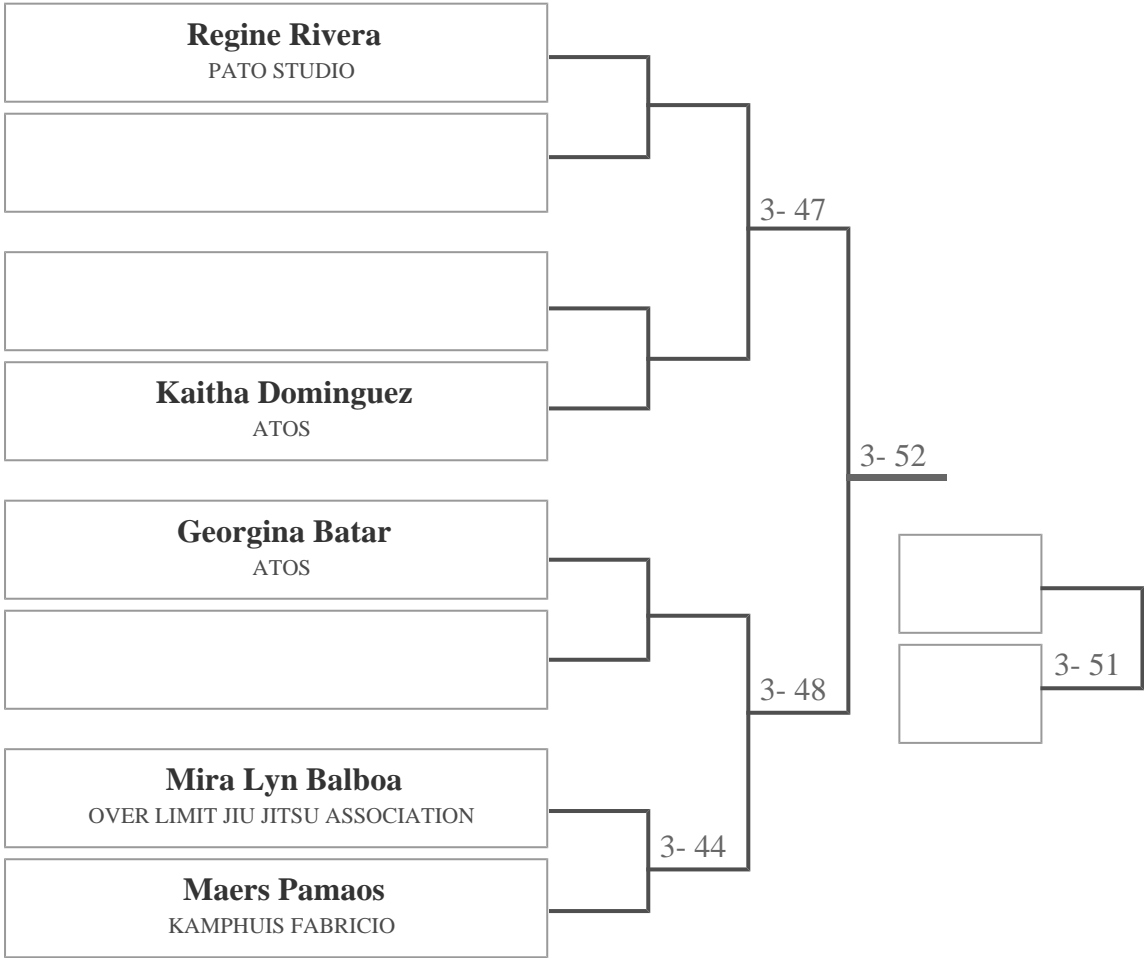 Regine Rivera
PATO STUDIO
3- 47
Kaitha Dominguez
ATOS
3- 52
Georgina Batar
ATOS
3- 51
3- 48
Mira Lyn Balboa
OVER LIMIT JIU JITSU ASSOCIATION
3- 44
Maers Pamaos
KAMPHUIS FABRICIO